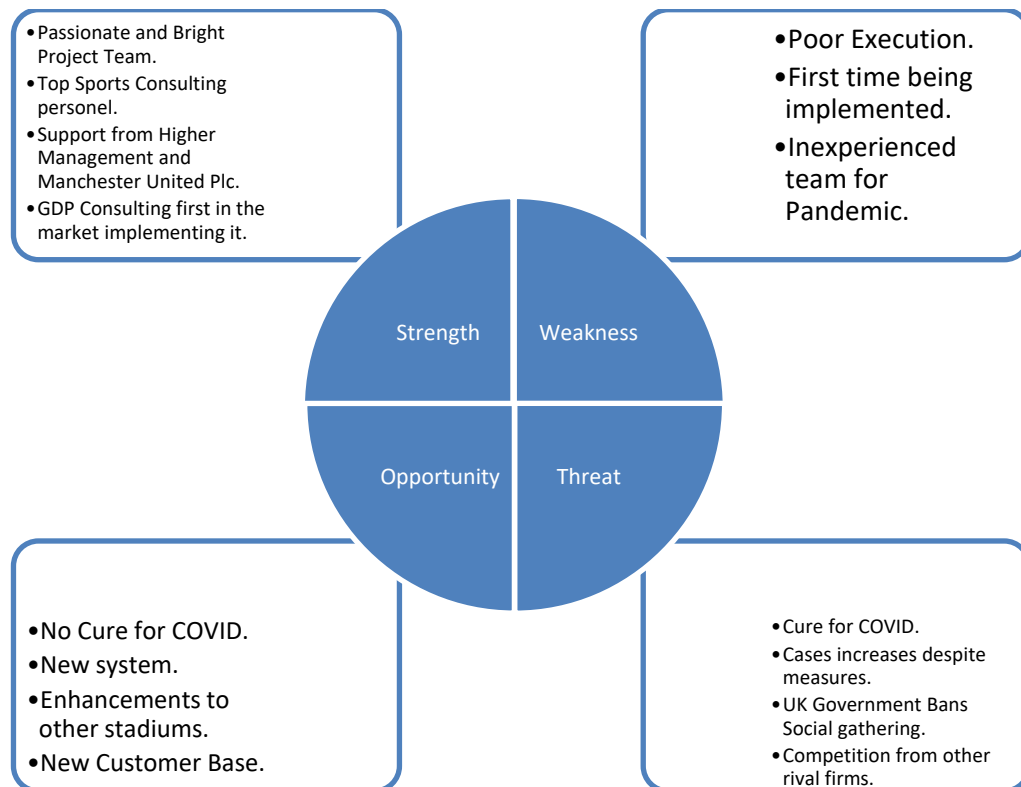 •Passionate and Bright
Project Team.
•Top Sports Consulting
personel.
•Support from Higher
Management and
Manchester United Plc.
•GDP Consulting first in the
market implementing it.
•Poor Execution.
•First time being
implemented.
•Inexperienced
team for
Pandemic.
Strength
Weakness
Opportunity
Threat
•No Cure for COVID.
•New system.
•Enhancements to
other stadiums.
•New Customer Base.
•Cure for COVID.
•Cases increases despite
measures.
•UK Government Bans
Social gathering.
•Competition from other
rival firms.